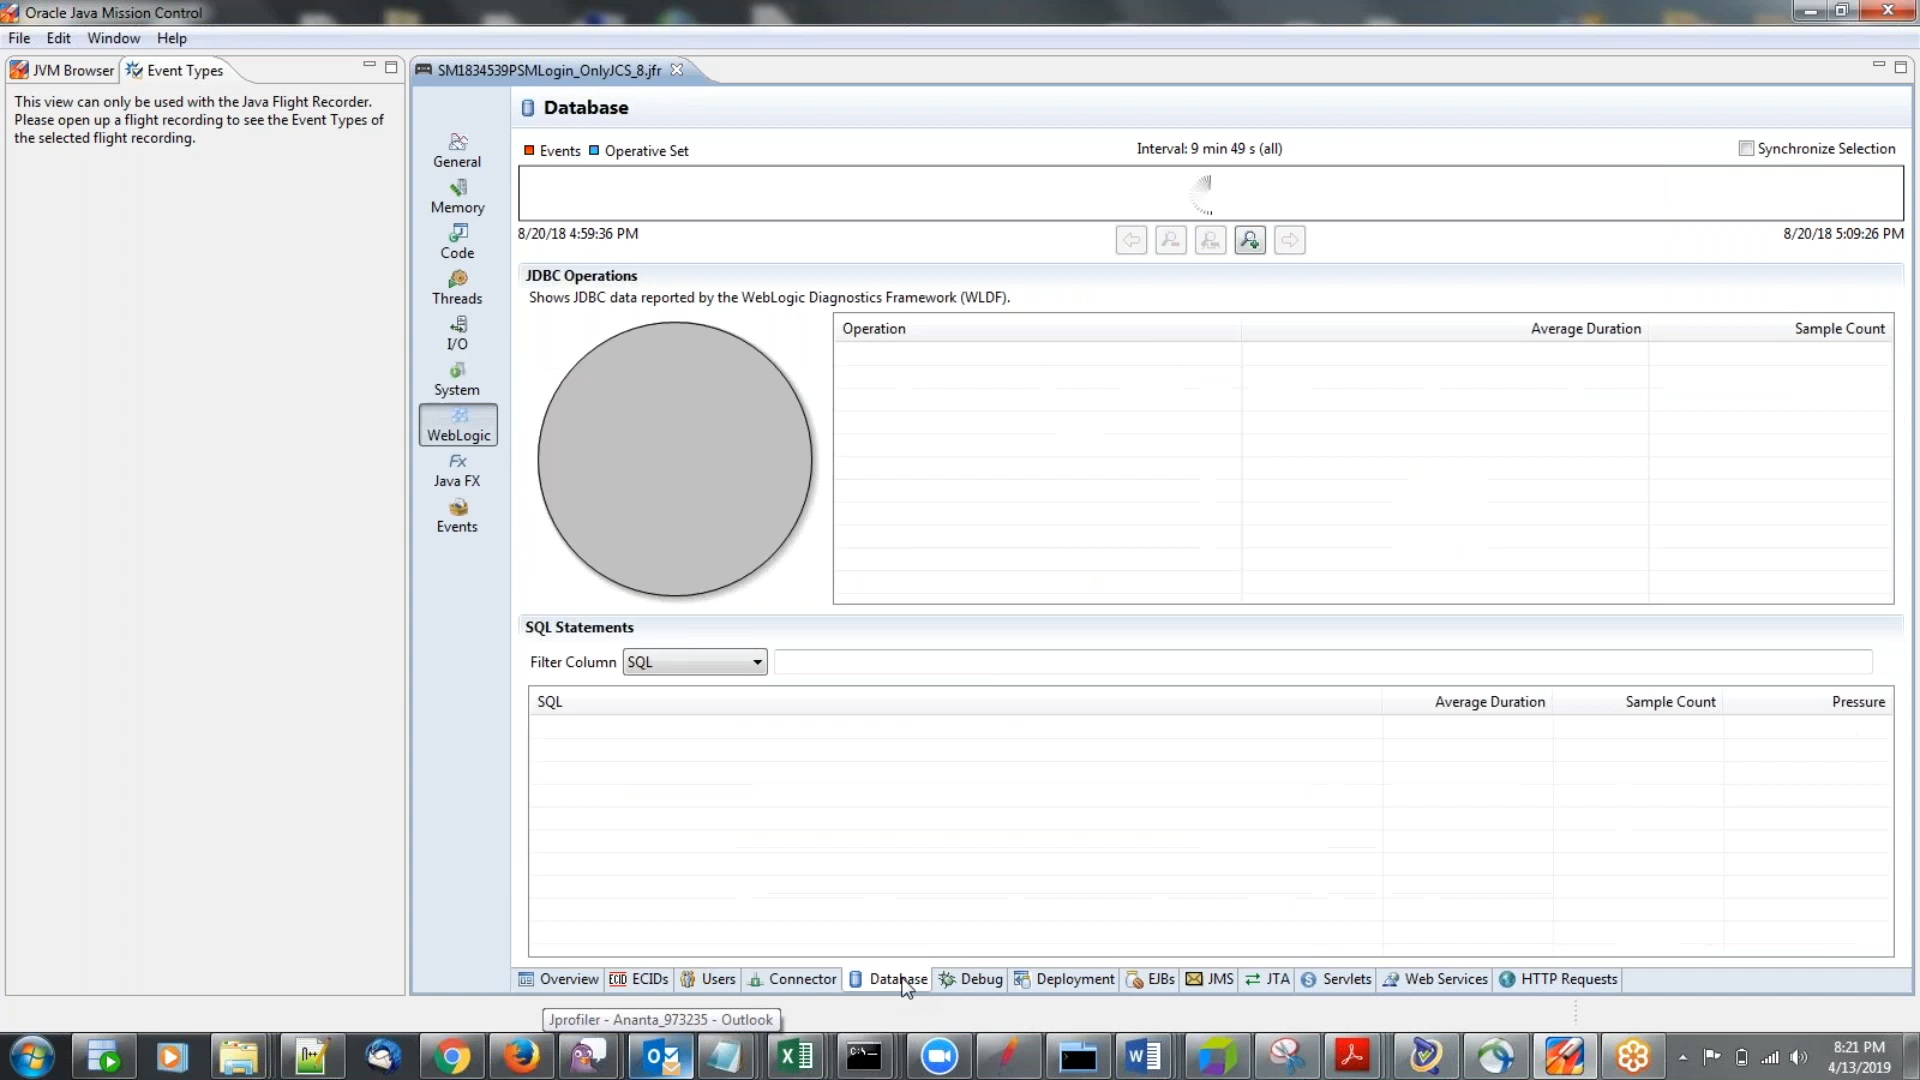 Oracle Java Mission Control
File Edit Window Help
JVM Browser Event Types
This view can only be used with the Java Flight Recorder.
Please open up a flight recording to see the Event Types of
the selected flight recording.
SM1834539PSMLogin_OnlyJCS_8.jfr
General
Memory
Code
Threads
I/O
System
WebLogic
Fx
Java FX
Events
Database
Events Operative Set
Interval: 9 min 49 s (all)
Synchronize Selection
8/20/18 4:59:36 PM
8/20/18 5:09:26 PM
JDBC Operations
Shows JDBC data reported by the WebLogic Diagnostics Framework (WLDF).
Operation Average Duration Sample Count
SQL Statements
Filter Column SQL
SQL Average Duration Sample Count Pressure
Overview ECID ECIDs Users Connector Database Debug Deployment EJBs JMS JTA Servlets Web Services HTTP Requests
Jprofiler - Ananta_973235 - Outlook
8:21 PM
4/13/2019